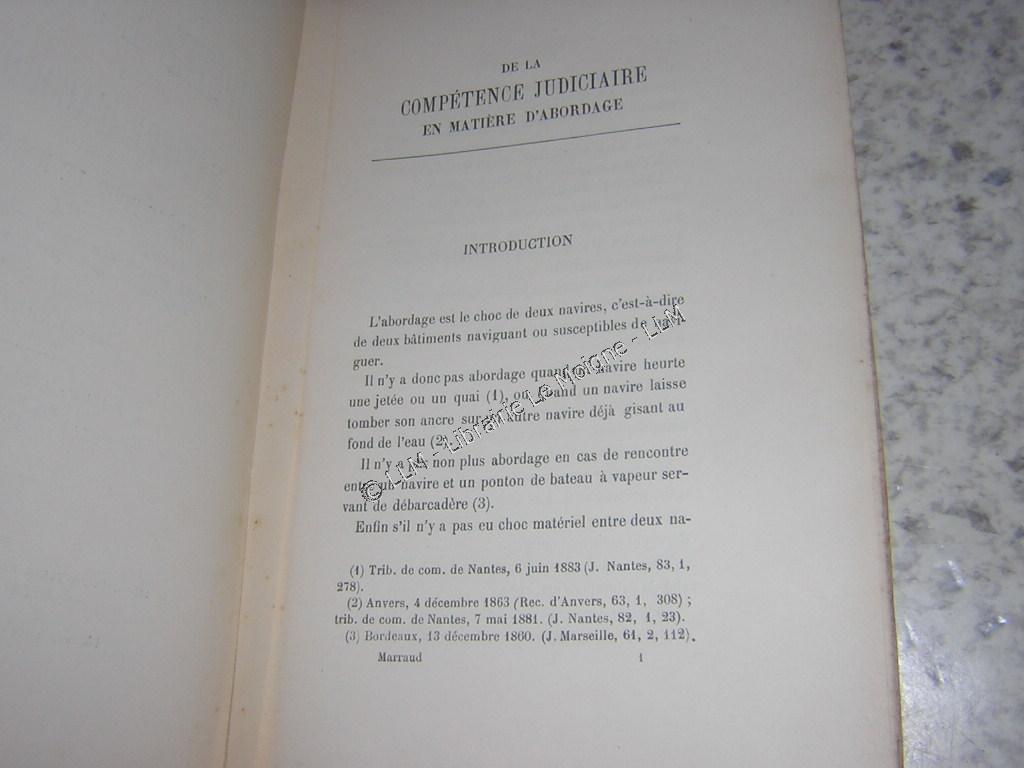 DE LA
COMPÉTENCE JUDICIAIRE
EN MATIÈRE D'ABORDAGE
INTRODUCTION
L'abordage est le choc de deux navires, c'est-à-dire
de deux bâtiments naviguant ou susceptibles de navi-
guer.
Il n'y a donc pas abordage quand un navire heurte
une jetée ou un quai (1), ou quand un navire laisse
tomber son ancre sur un autre navire déjà gisant au
fond de l'eau (2).
Il n'y a pas non plus abordage en cas de rencontre
entre un navire et un ponton de bateau à vapeur ser-
vant de débarcadère (3).
Enfin s'il n'y a pas eu choc matériel entre deux na-
(1) Trib. de com. de Nantes, 6 juin 1883 (J. Nantes, 83, 1,
278).
(2) Anvers, 4 décembre 1863 (Rec. d'Anvers, 63, 1, 308) ;
trib. de com. de Nantes, 7 mai 1881. (J. Nantes, 82, 1, 23).
(3) Bordeaux, 13 décembre 1860. (J. Marseille, 61, 2, 112).
Marraud 1
© LLM - Librairie Le Moigne - LLM